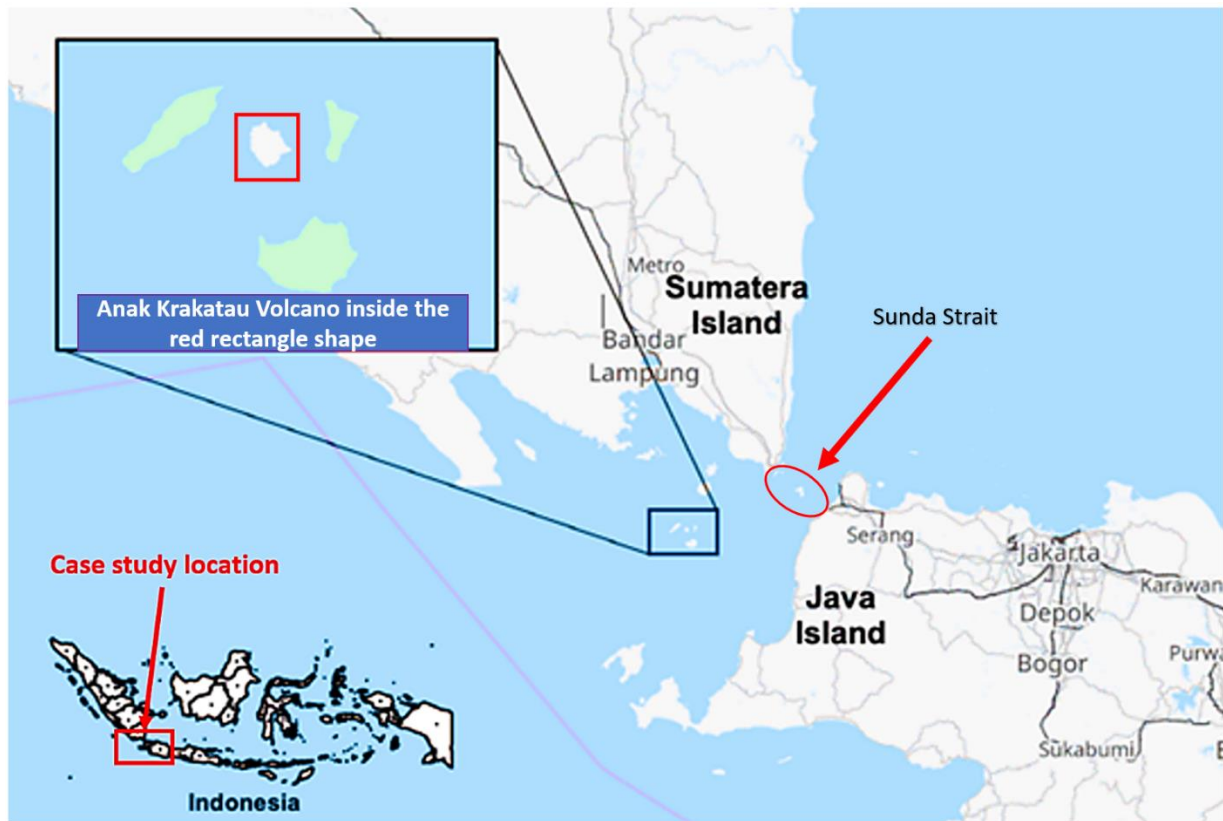 Anak Krakatau Volcano inside the
red rectangle shape
Metro
Sumatera
Island
Bandar
Lampung
Sunda Strait
Serang
Jakarta
Karawan
Java
Island
Depok
Bogor
Purwa
Sukabumi
Case study location
Indonesia